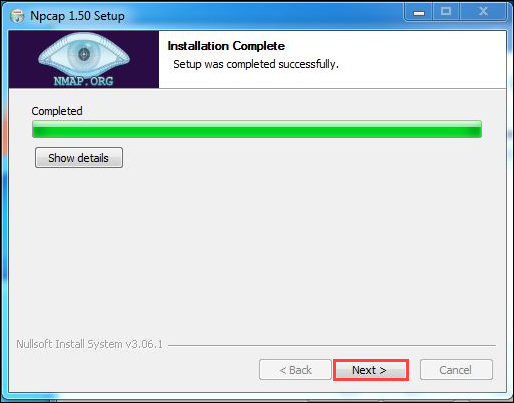 Npcap 1.50 Setup
NMAP.ORG
Installation Complete
Setup was completed successfully.
Completed
Show details
Nullsoft Install System v3.06.1
< Back
Next >
Cancel